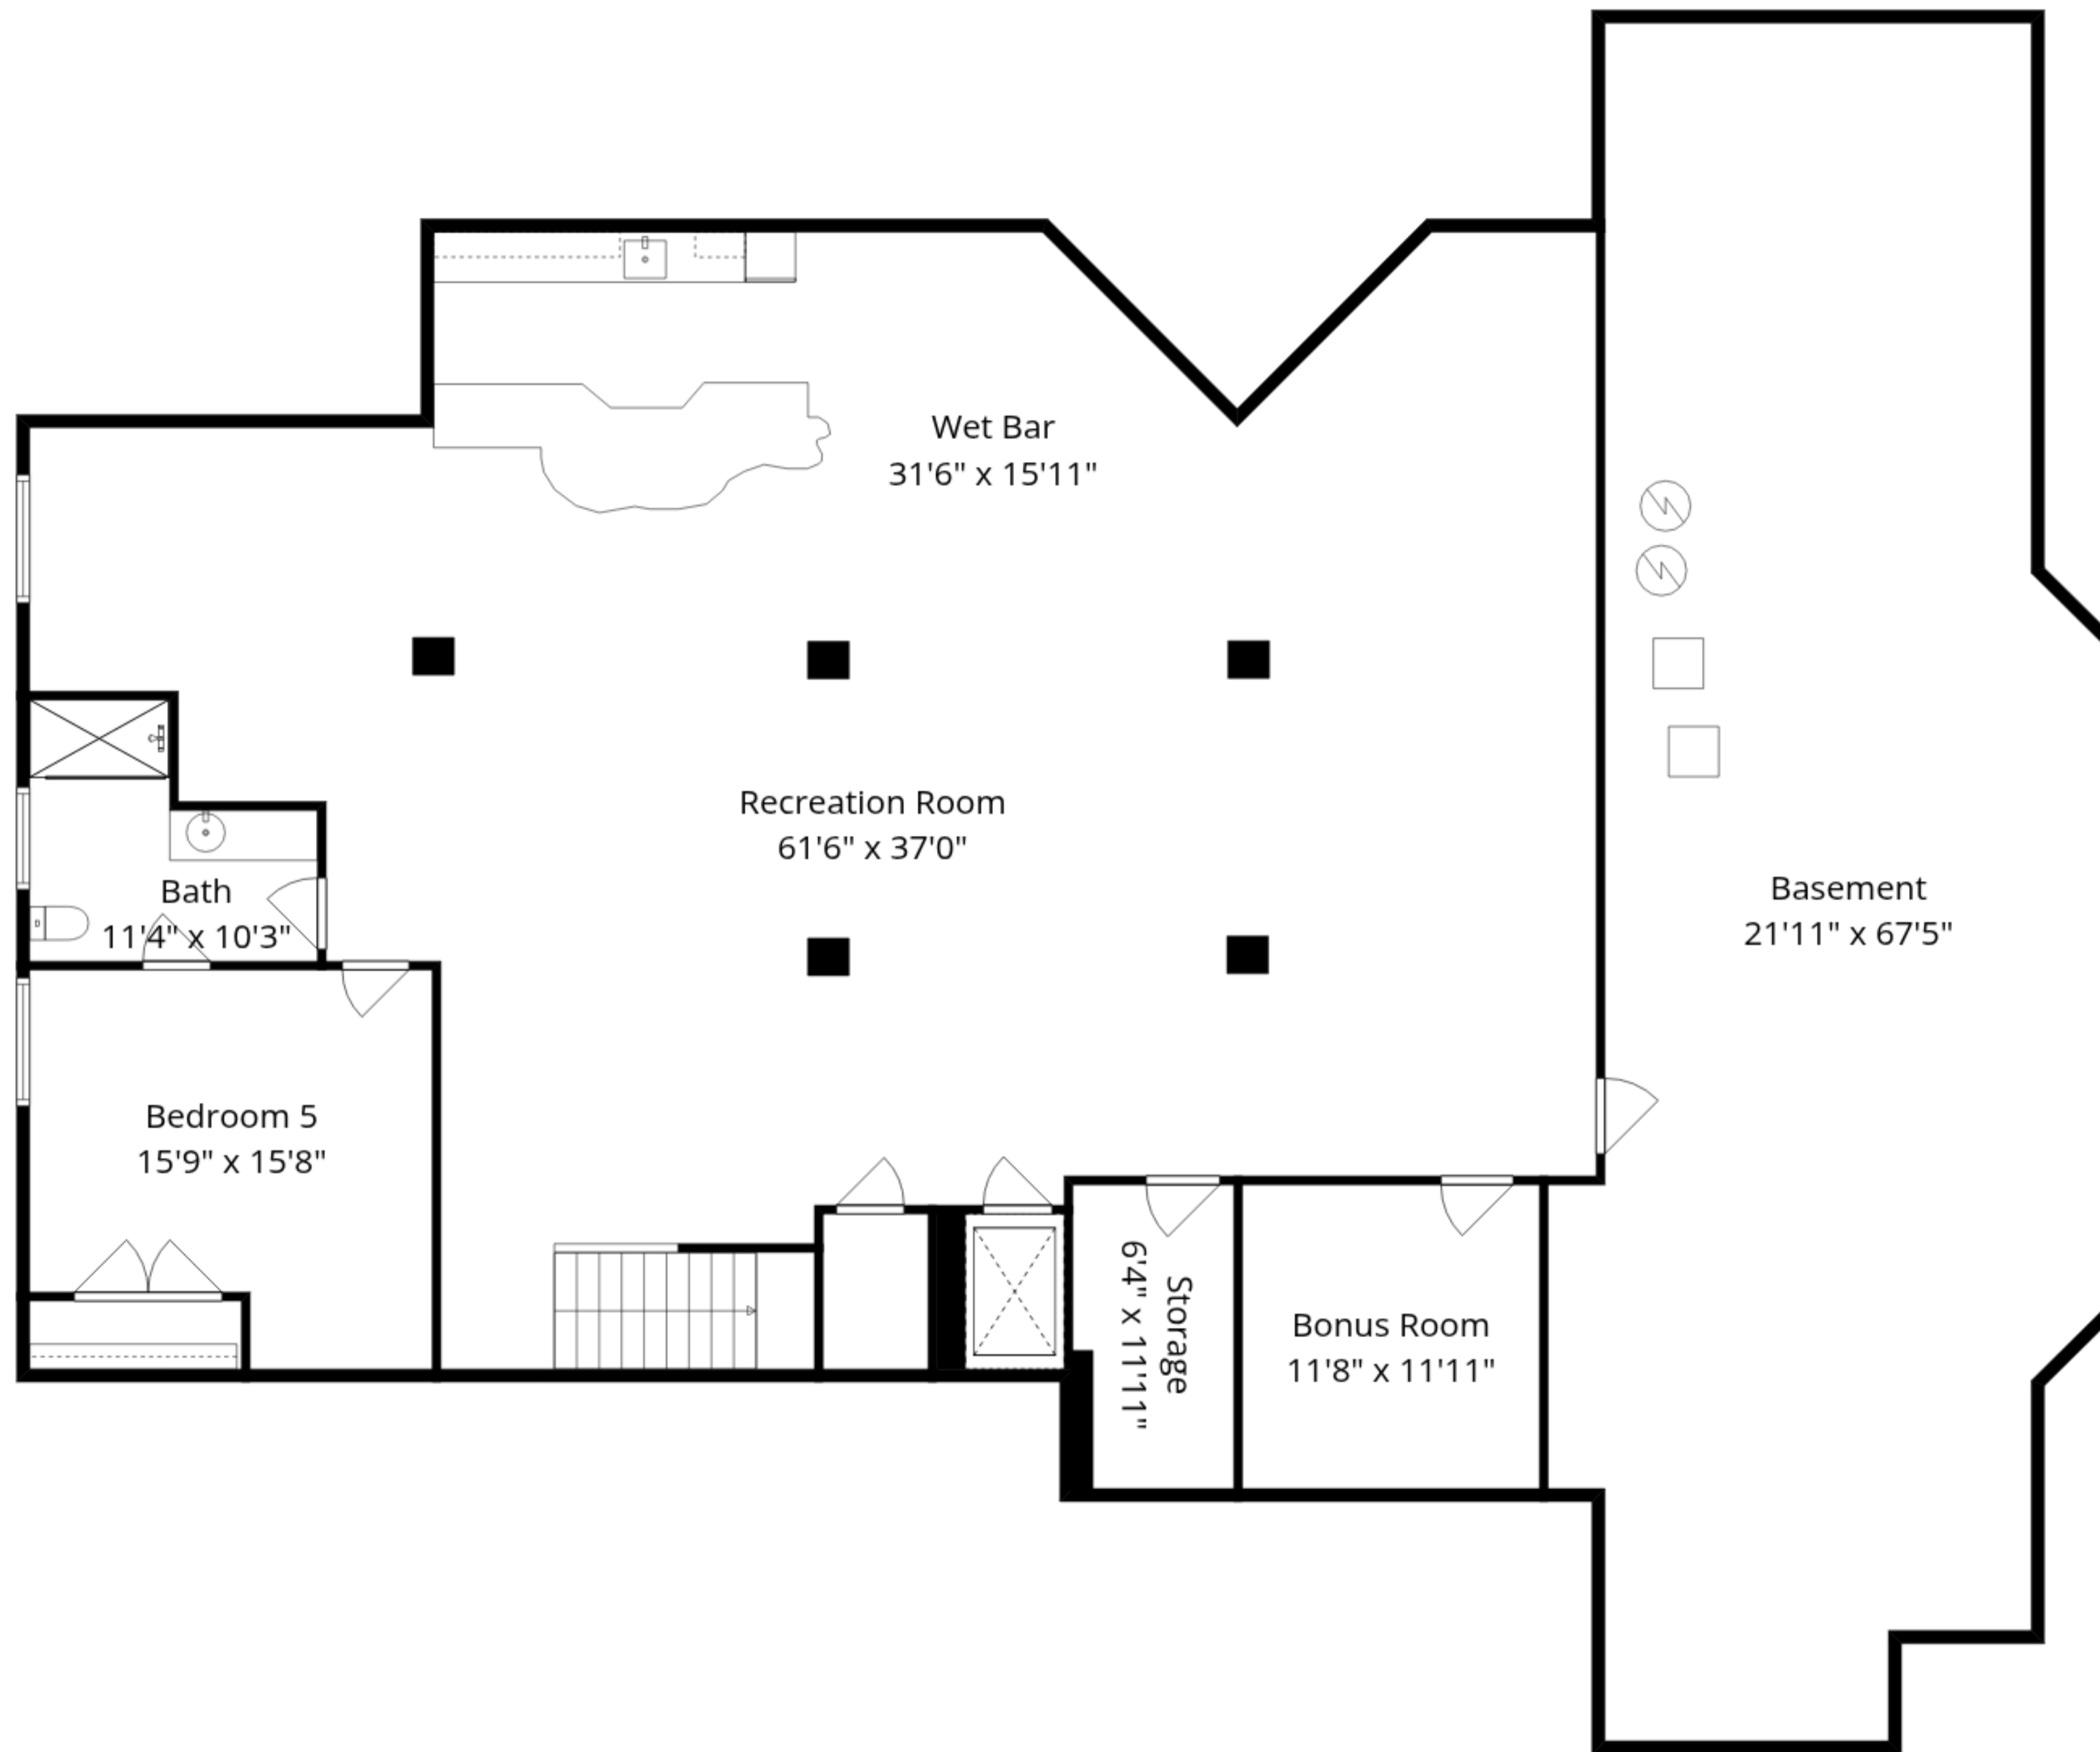 Wet Bar
31'6" x 15'11"
Recreation Room
61'6" x 37'0"
Bath
11'4" x 10'3"
Basement
21'11" x 67'5"
Bedroom 5
15'9" x 15'8"
Storage
6'4" x 11'11"
Bonus Room
11'8" x 11'11"